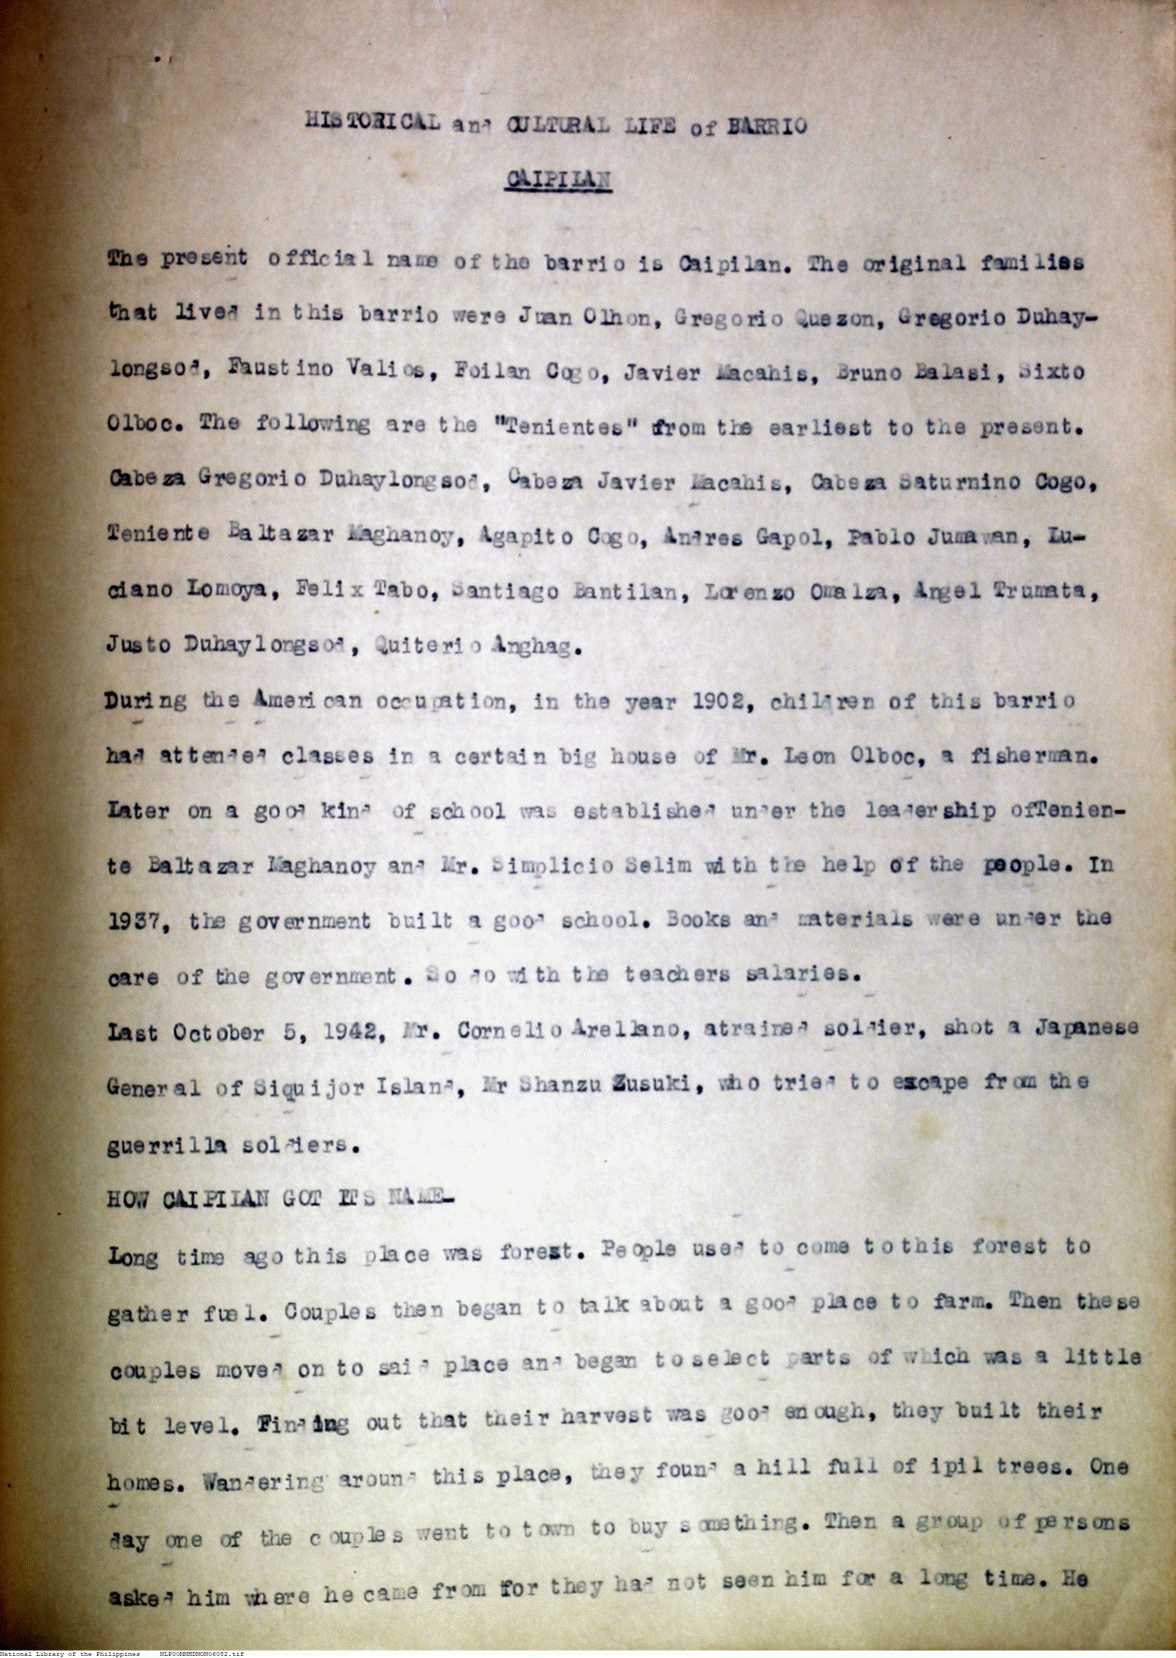 HISTORICAL and CULTURAL LIFE of BARRIO
CAIPILAN
The present official name of the barrio is Caipilan. The original families
that lived in this barrio were Juan Olhon, Gregorio Quezon, Gregorio Duhay-
longsod, Faustino Valios, Foilan Cogo, Javier Macahis, Bruno Balasi, Sixto
Olboc. The following are the "Tenientes" from the earliest to the present.
Cabeza Gregorio Duhaylongsod, Cabeza Javier Macahis, Cabesa Saturnino Cogo,
Teniente Baltazar Maghanoy, Agapito Cogo, Andres Gapol, Pablo Jumawan, Lu-
ciano Lomoya, Felix Tabo, Santiago Bantilan, Lorenzo Omalza, Angel Trumata,
Justo Duhaylongsod, Quiterio Anghag.
During the American occupation, in the year 1902, children of this barrio
had attended classes in a certain big house of Mr. Leon Olboc, a fisherman.
Later on a good kind of school was established under the leadership ofTenien-
te Baltazar Maghanoy and Mr. Simplicio Selim with the help of the people. In
1937, the government built a good school. Books and materials were under the
care of the government. So do with the teachers salaries.
Last October 5, 1942, Mr. Cornelio Arellano, atrained soldier, shot a Japanese
General of Siquijor Island, Mr Shanzu Zusuki, who tried to escape from the
guerrilla soldiers.
HOW CAIPILAN GOT ITS NAME-
Long time ago this place was forest. People used to come to this forest to
gather fuel. Couples then began to talk about a good place to farm. Then these
couples moved on to said place and began to select parts of which was a little
bit level. Finding out that their harvest was good enough, they built their
homes. Wandering around this place, they found a hill full of ipil trees. One
day one of the couples went to town to buy something. Then a group of persons
asked him where he came from for they had not seen him for a long time. He
National Library of the Philippines